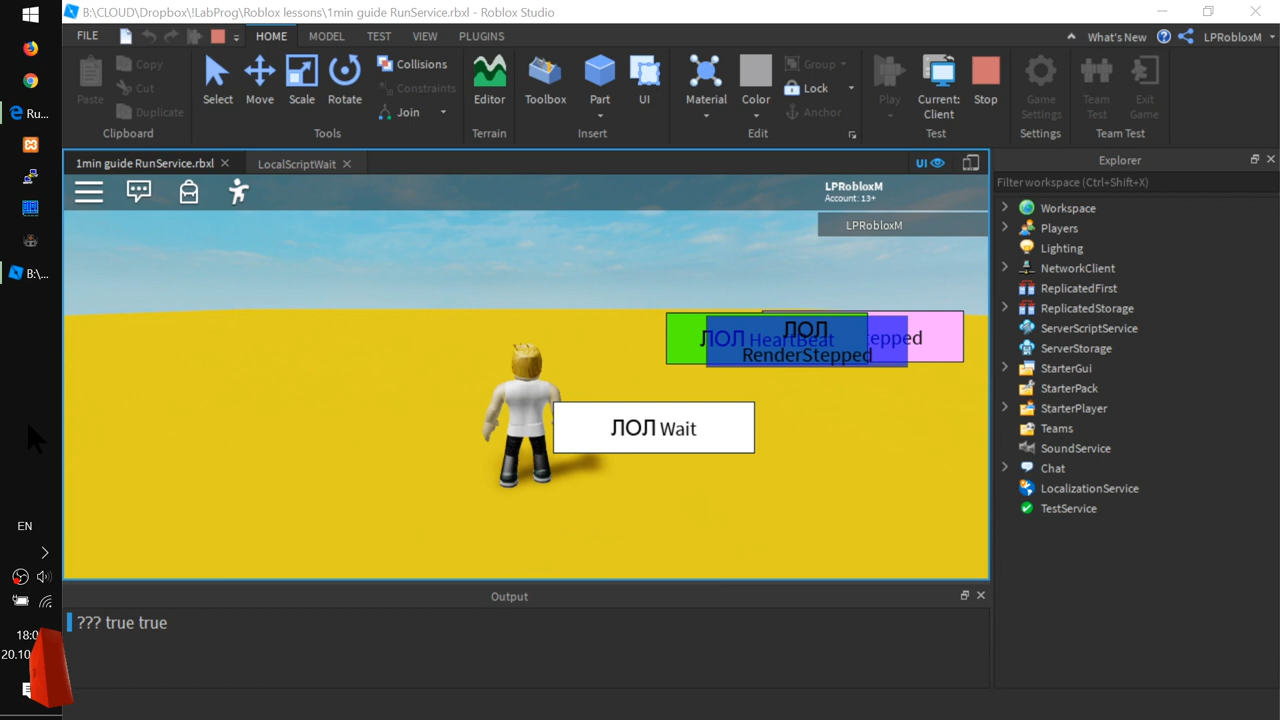 B:\CLOUD\Dropbox\!LabProg\Roblox lessons\1min guide RunService.rbxl - Roblox Studio
FILE HOME MODEL TEST VIEW PLUGINS What's New LPRobloxM
Paste Copy Cut Duplicate Clipboard
Select Move Scale Rotate Collisions Constraints Join Tools
Editor Terrain
Toolbox Part UI Insert
Material Color Group Lock Anchor Edit
Play Current: Client Stop Test
Game Settings Settings
Team Test Exit Game Team Test
Ru...
B:\...
1min guide RunService.rbxl LocalScriptWait UI
LPRobloxM
Account: 13+
LPRobloxM
ЛОЛ HeartBeat
ЛОЛ
RenderStepped
epped
ЛОЛ Wait
Output
??? true true
Explorer
Filter workspace (Ctrl+Shift+X)
Workspace
Players
Lighting
NetworkClient
ReplicatedFirst
ReplicatedStorage
ServerScriptService
ServerStorage
StarterGui
StarterPack
StarterPlayer
Teams
SoundService
Chat
LocalizationService
TestService
EN
18:0
20.10